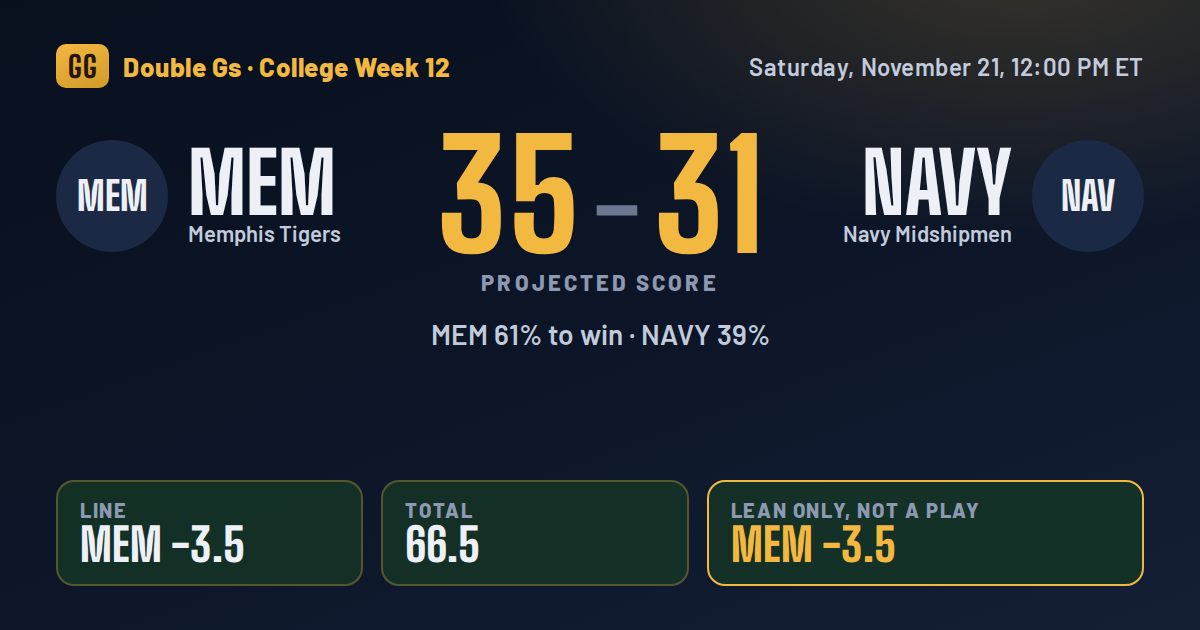 GG Double Gs · College Week 12
Saturday, November 21, 12:00 PM ET
MEM
MEM
Memphis Tigers
35 – 31
PROJECTED SCORE
MEM 61% to win · NAVY 39%
NAVY
Navy Midshipmen
NAV
LINE
MEM −3.5
TOTAL
66.5
LEAN ONLY, NOT A PLAY
MEM −3.5